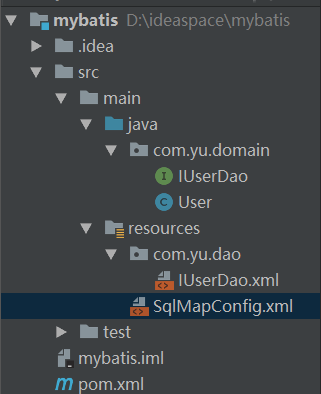 mybatis D:\ideaspace\mybatis
.idea
src
main
java
com.yu.domain
I IUserDao
C User
resources
com.yu.dao
IUserDao.xml
SqlMapConfig.xml
test
mybatis.iml
m pom.xml